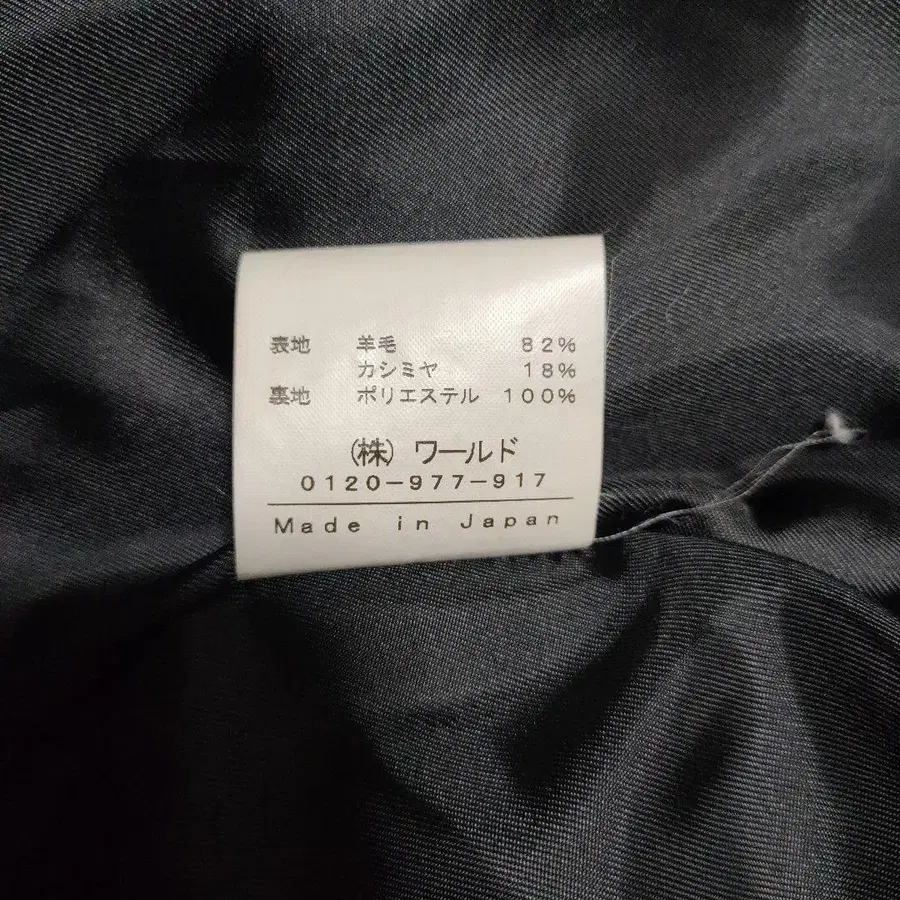 表地 羊毛 82%
カシミヤ 18%
裏地 ポリエステル 100%
(株) ワールド
0120-977-917
Made in Japan